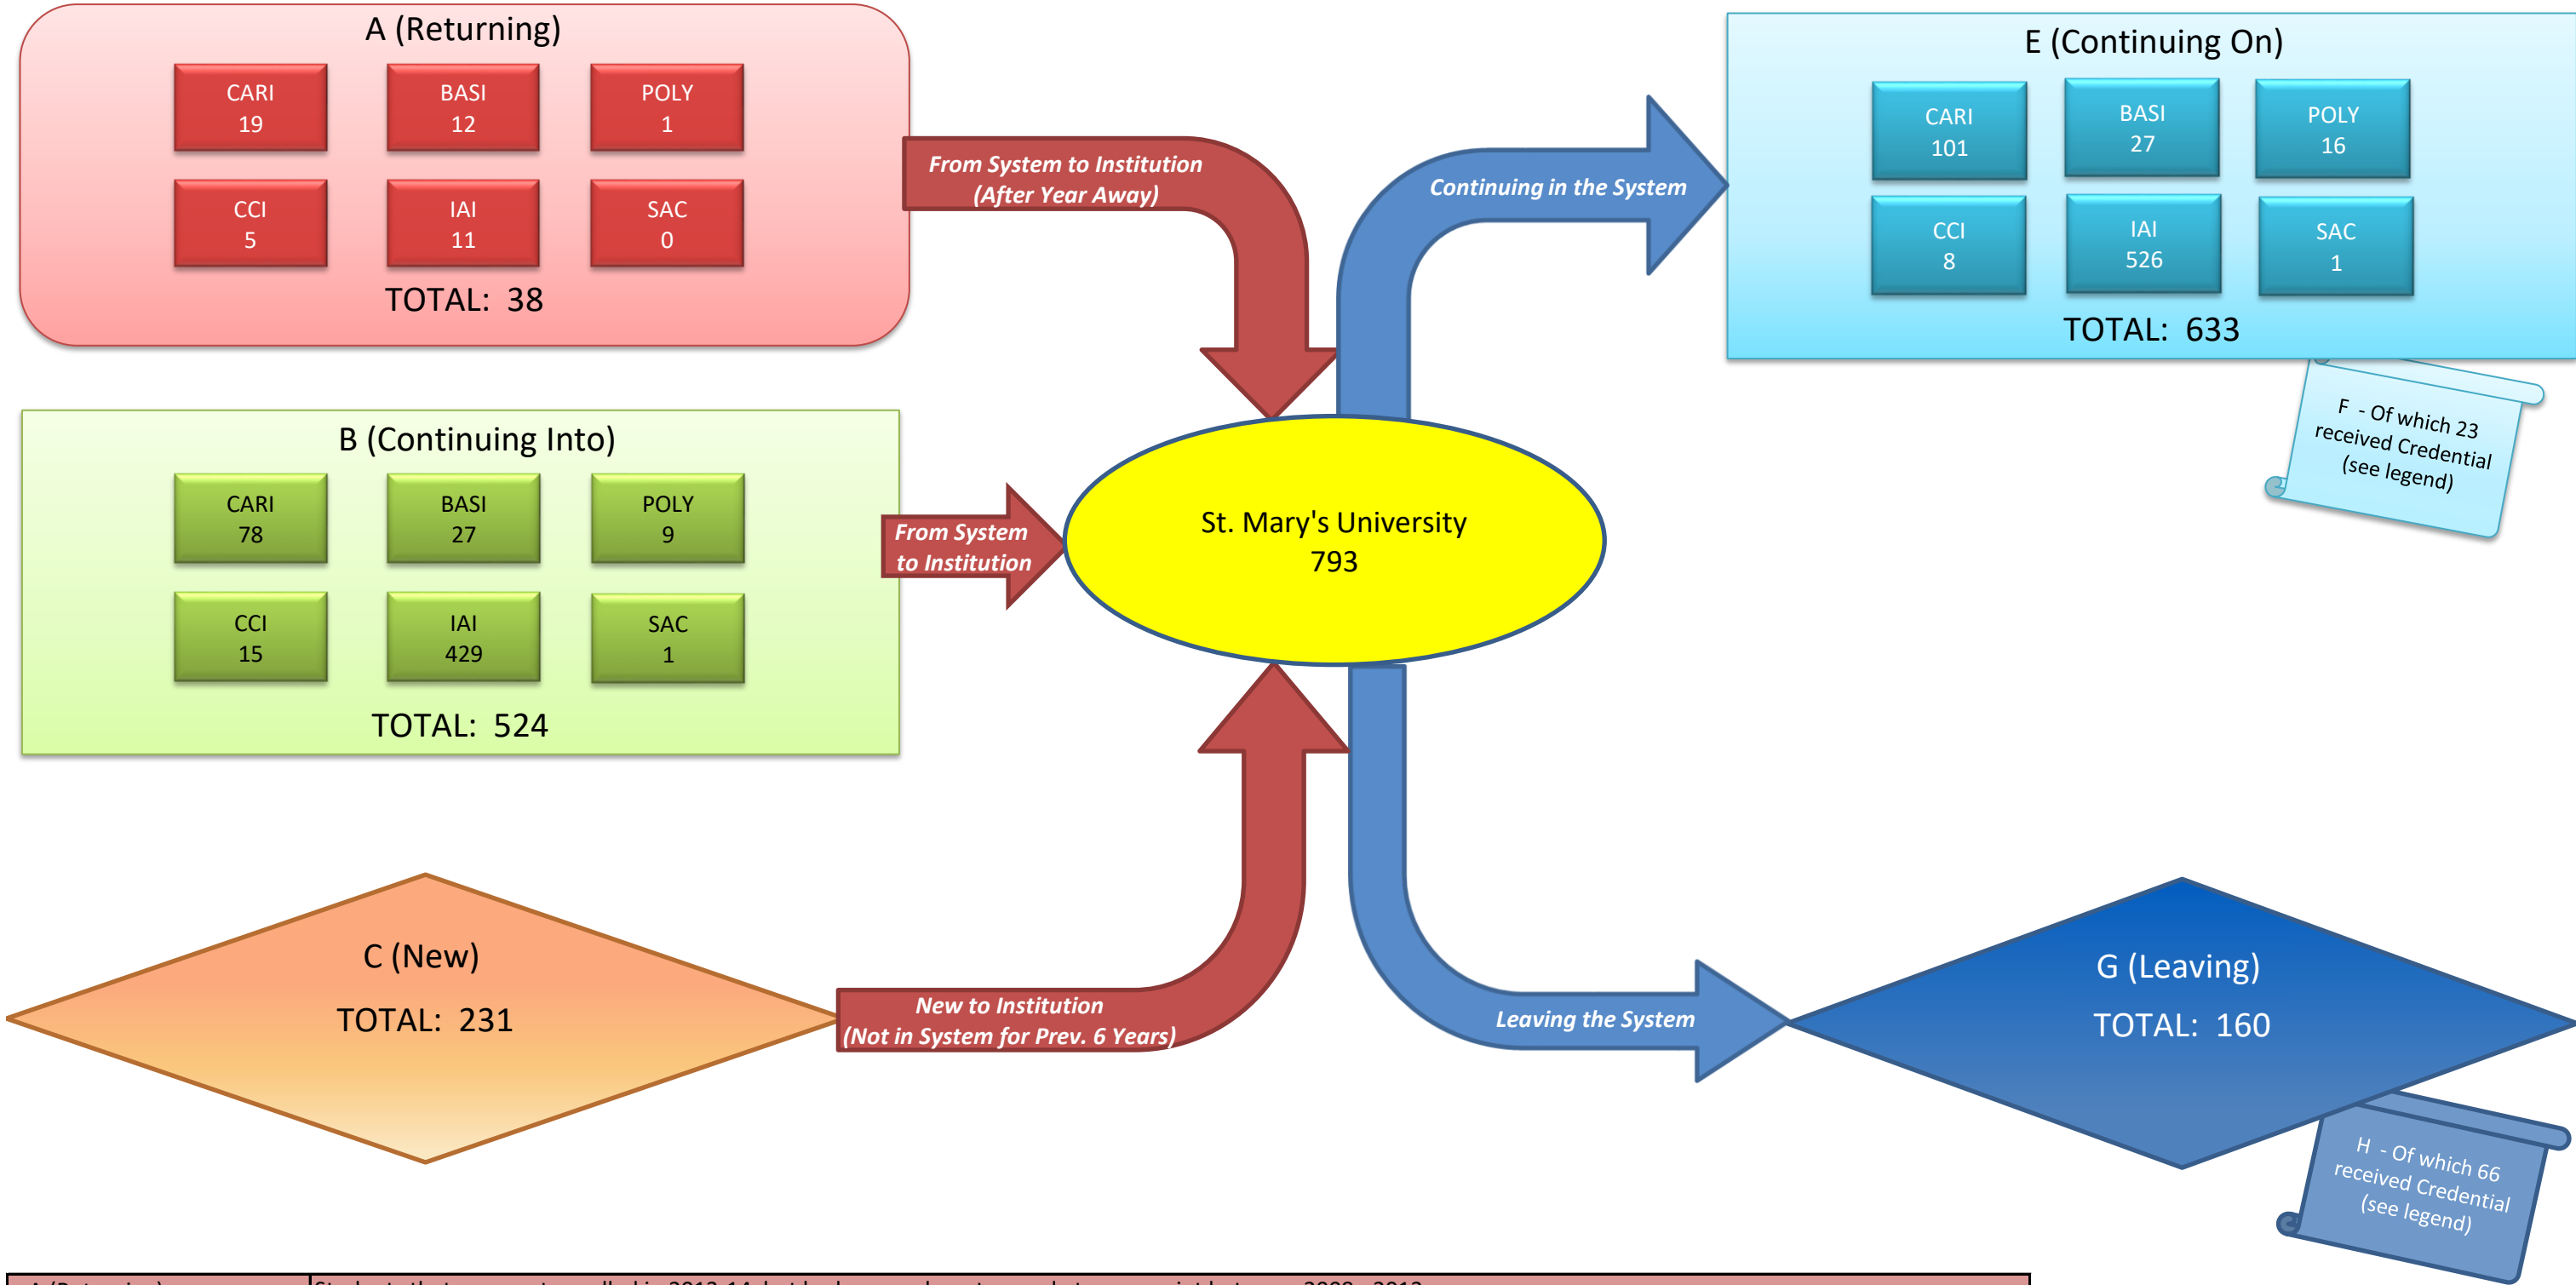 A (Returning)
CARI
19
BASI
12
POLY
1
CCI
5
IAI
11
SAC
0
TOTAL: 38
From System to Institution
(After Year Away)
Continuing in the System
E (Continuing On)
CARI
101
BASI
27
POLY
16
CCI
8
IAI
526
SAC
1
TOTAL: 633
F - Of which 23
received Credential
(see legend)
B (Continuing Into)
CARI
78
BASI
27
POLY
9
CCI
15
IAI
429
SAC
1
TOTAL: 524
From System
to Institution
St. Mary's University
793
C (New)
TOTAL: 231
New to Institution
(Not in System for Prev. 6 Years)
Leaving the System
G (Leaving)
TOTAL: 160
H - Of which 66
received Credential
(see legend)
A (Returning)